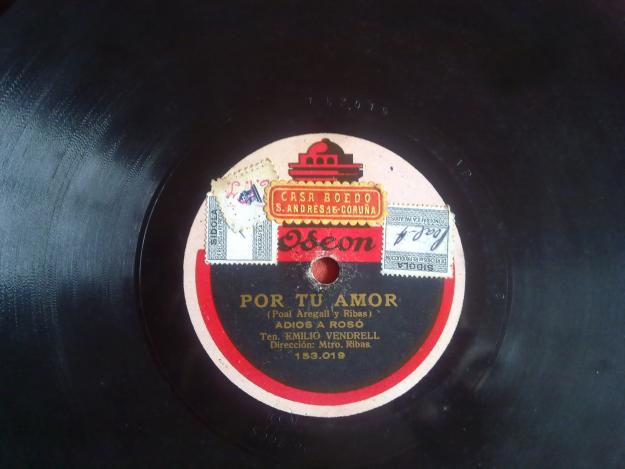 CASA BOEDO
S. ANDRÉS 15-CORUÑA
SIDOLA
SIDOLA
Odeon
POR TU AMOR
(Poal Aregall y Ribas)
ADIOS A ROSÓ
Ten. EMILIO VENDRELL
Dirección: Mtro. Ribas.
153.019